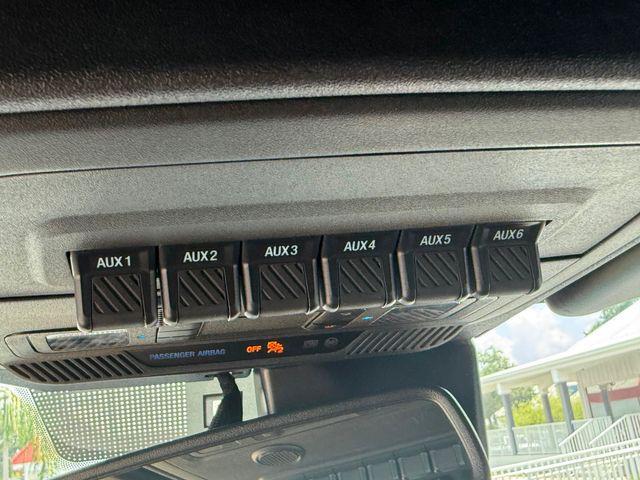 AUX1 AUX2 AUX3 AUX4 AUX5 AUX6
PASSENGER AIRBAG OFF